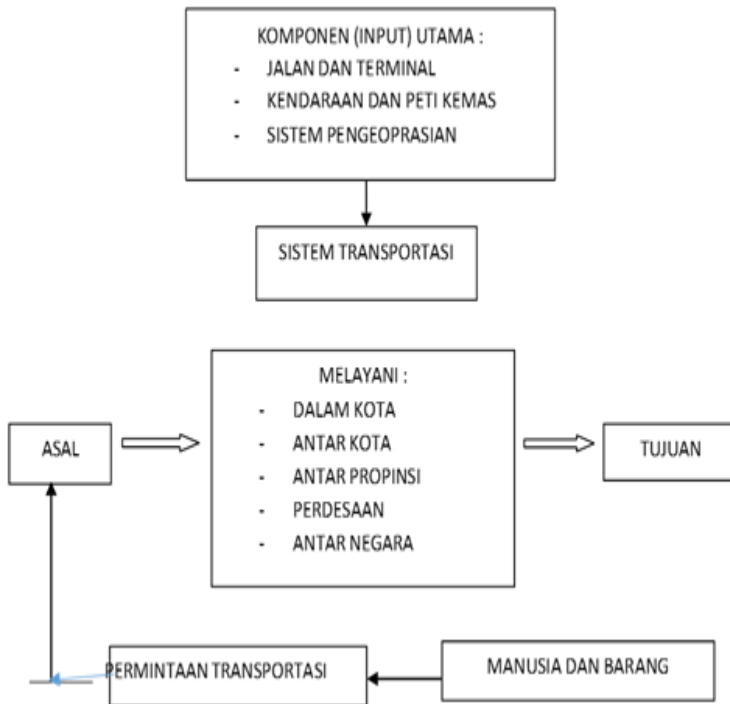 KOMPONEN (INPUT) UTAMA :
- JALAN DAN TERMINAL
- KENDARAAN DAN PETI KEMAS
- SISTEM PENGEOPRASIAN
SISTEM TRANSPORTASI
MELAYANI :
- DALAM KOTA
- ANTAR KOTA
- ANTAR PROPINSI
- PERDESAAN
- ANTAR NEGARA
ASAL
TUJUAN
PERMINTAAN TRANSPORTASI
MANUSIA DAN BARANG